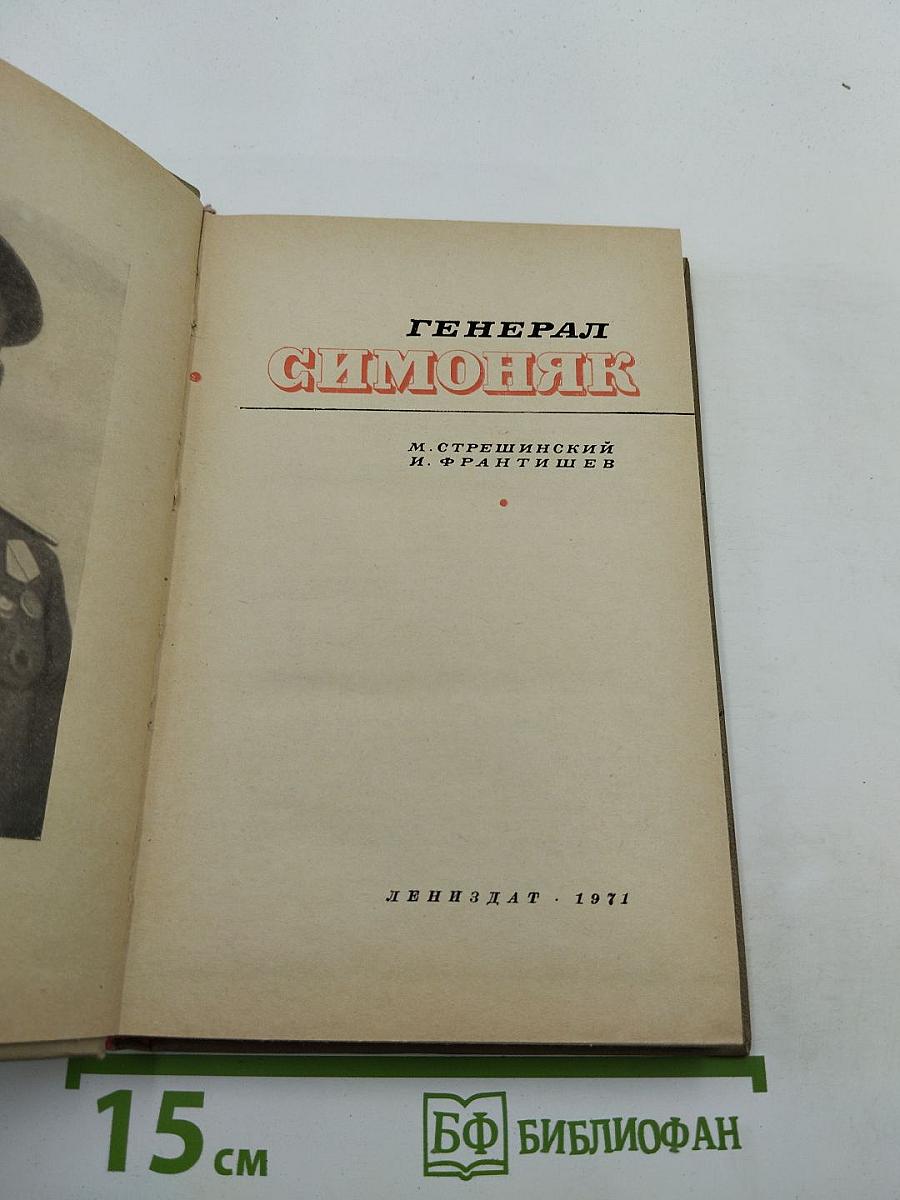 ГЕНЕРАЛ
СИМОНЯК
М. СТРЕШИНСКИЙ
И. ФРАНТИШЕВ
ЛЕНИЗДАТ · 1971
15 см
БФ БИБЛИОФАН